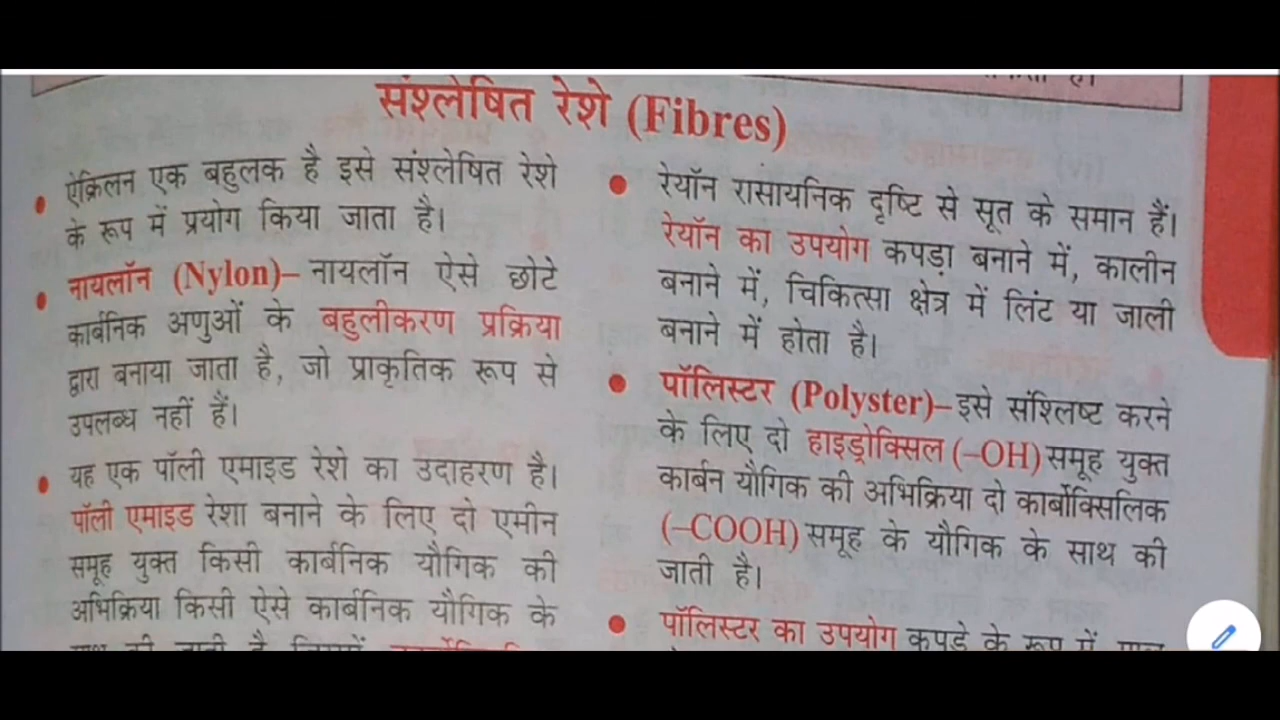 संश्लेषित रेशे (Fibres)
• ऐक्रिलन एक बहुलक है इसे संश्लेषित रेशे
के रूप में प्रयोग किया जाता है।
• नायलॉन (Nylon)– नायलॉन ऐसे छोटे
कार्बनिक अणुओं के बहुलीकरण प्रक्रिया
द्वारा बनाया जाता है, जो प्राकृतिक रूप से
उपलब्ध नहीं हैं।
• यह एक पॉली एमाइड रेशे का उदाहरण है।
पॉली एमाइड रेशा बनाने के लिए दो एमीन
समूह युक्त किसी कार्बनिक यौगिक की
अभिक्रिया किसी ऐसे कार्बनिक यौगिक के
• रेयॉन रासायनिक दृष्टि से सूत के समान हैं।
रेयॉन का उपयोग कपड़ा बनाने में, कालीन
बनाने में, चिकित्सा क्षेत्र में लिंट या जाली
बनाने में होता है।
• पॉलिस्टर (Polyster)–इसे संश्लिष्ट करने
के लिए दो हाइड्रोक्सिल (–OH) समूह युक्त
कार्बन यौगिक की अभिक्रिया दो कार्बोक्सिलिक
(–COOH) समूह के यौगिक के साथ की
जाती है।
• पॉलिस्टर का उपयोग कपड़े के रूप में